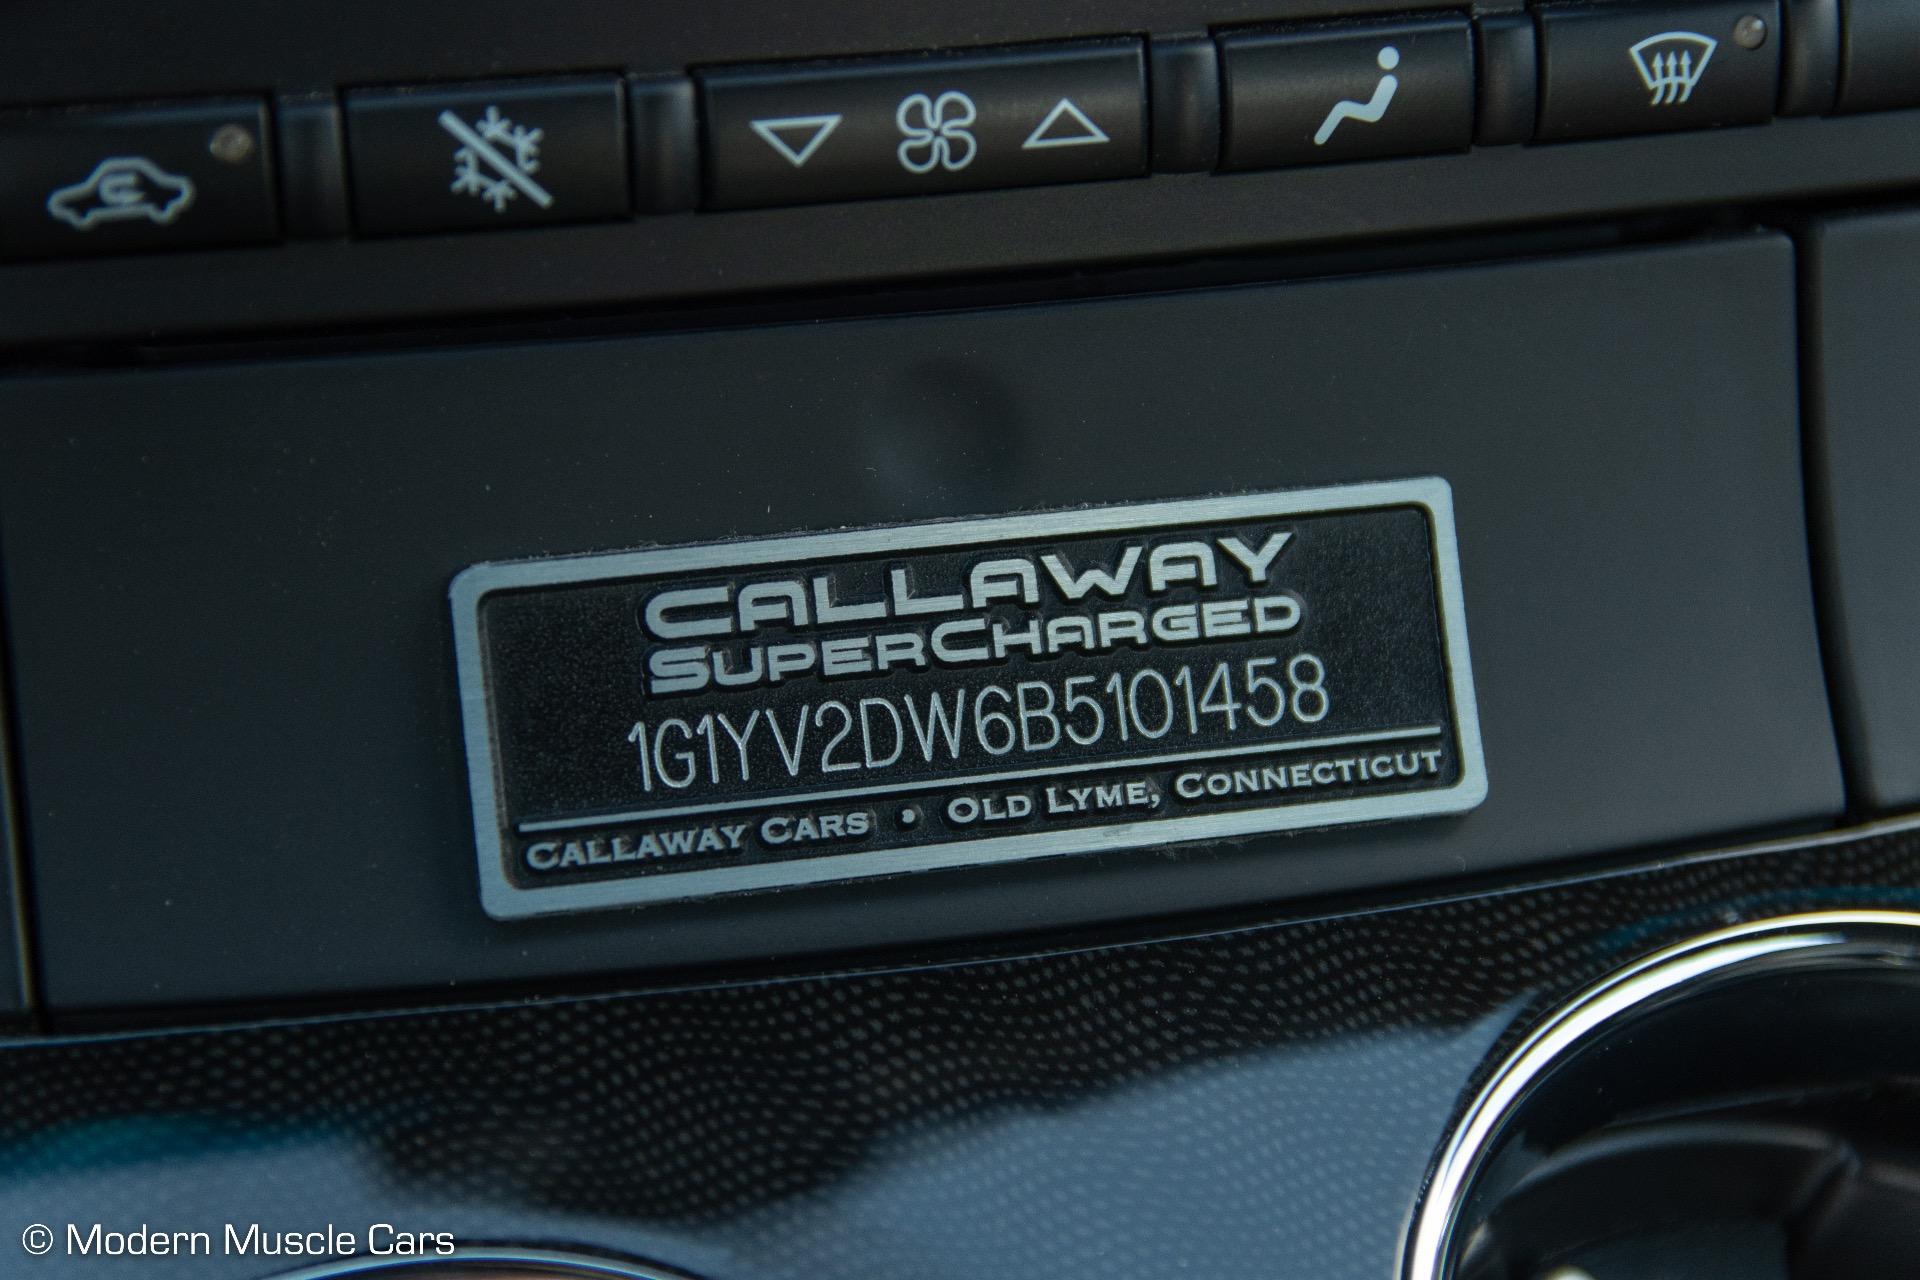 CALLAWAY
SUPERCHARGED
1G1YV2DW6B5101458
CALLAWAY CARS • OLD LYME, CONNECTICUT
© Modern Muscle Cars